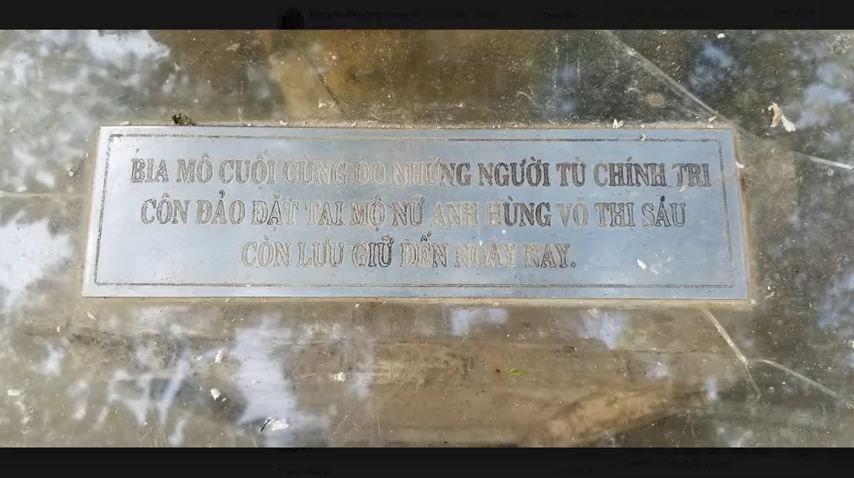 BIA MỘ CUỐI CÙNG DO NHỮNG NGƯỜI TÙ CHÍNH TRỊ
CÔN ĐẢO ĐẶT TẠI MỘ NỮ ANH HÙNG VÕ THỊ SÁU
CÒN LƯU GIỮ ĐẾN NGÀY NAY.